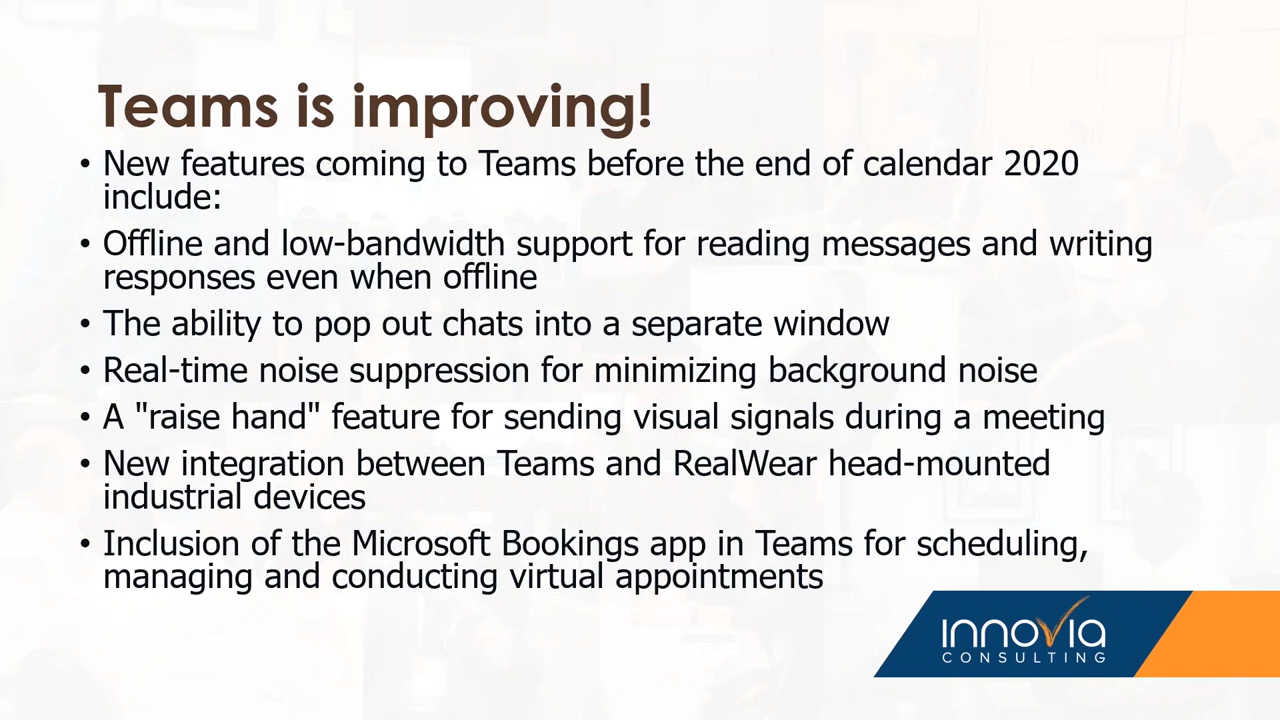 Teams is improving!
• New features coming to Teams before the end of calendar 2020
include:
• Offline and low-bandwidth support for reading messages and writing
responses even when offline
• The ability to pop out chats into a separate window
• Real-time noise suppression for minimizing background noise
• A "raise hand" feature for sending visual signals during a meeting
• New integration between Teams and RealWear head-mounted
industrial devices
• Inclusion of the Microsoft Bookings app in Teams for scheduling,
managing and conducting virtual appointments
innovia
CONSULTING